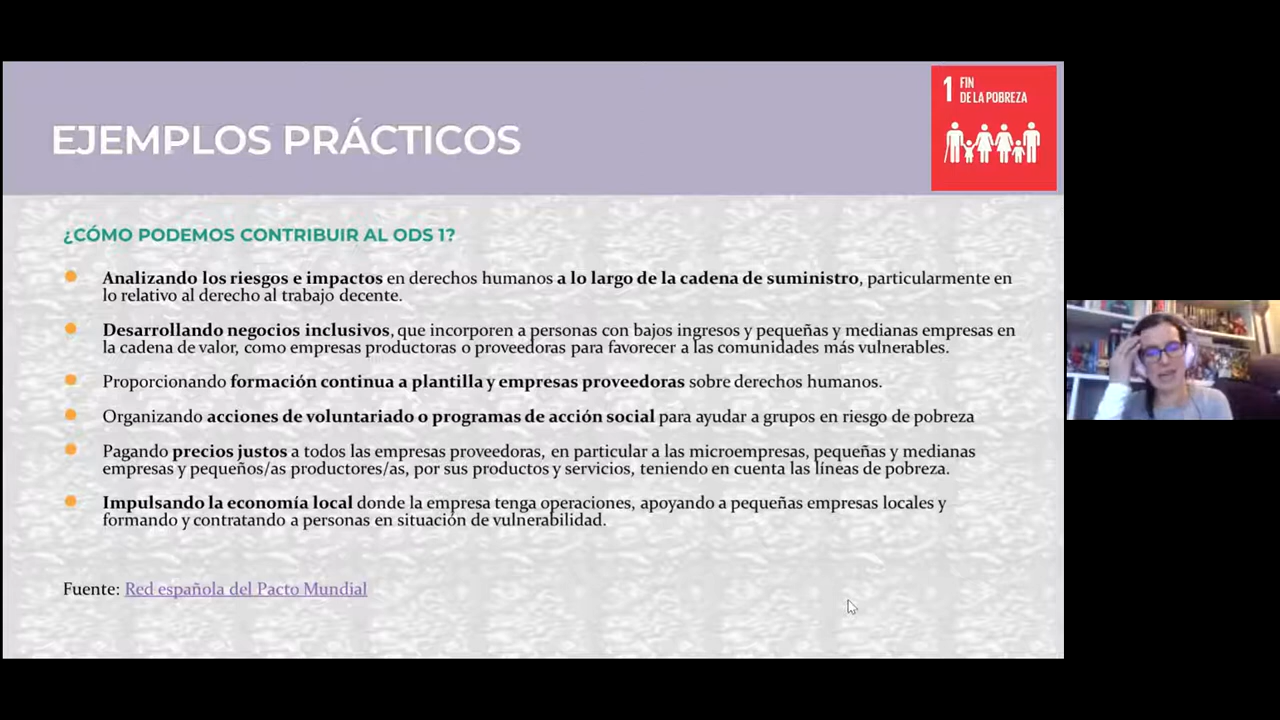 1 FIN
DE LA POBREZA
EJEMPLOS PRÁCTICOS
¿CÓMO PODEMOS CONTRIBUIR AL ODS 1?
Analizando los riesgos e impactos en derechos humanos a lo largo de la cadena de suministro, particularmente en
lo relativo al derecho al trabajo decente.
Desarrollando negocios inclusivos, que incorporen a personas con bajos ingresos y pequeñas y medianas empresas en
la cadena de valor, como empresas productoras o proveedoras para favorecer a las comunidades más vulnerables.
Proporcionando formación continua a plantilla y empresas proveedoras sobre derechos humanos.
Organizando acciones de voluntariado o programas de acción social para ayudar a grupos en riesgo de pobreza
Pagando precios justos a todos las empresas proveedoras, en particular a las microempresas, pequeñas y medianas
empresas y pequeños/as productores/as, por sus productos y servicios, teniendo en cuenta las líneas de pobreza.
Impulsando la economía local donde la empresa tenga operaciones, apoyando a pequeñas empresas locales y
formando y contratando a personas en situación de vulnerabilidad.
Fuente: Red española del Pacto Mundial